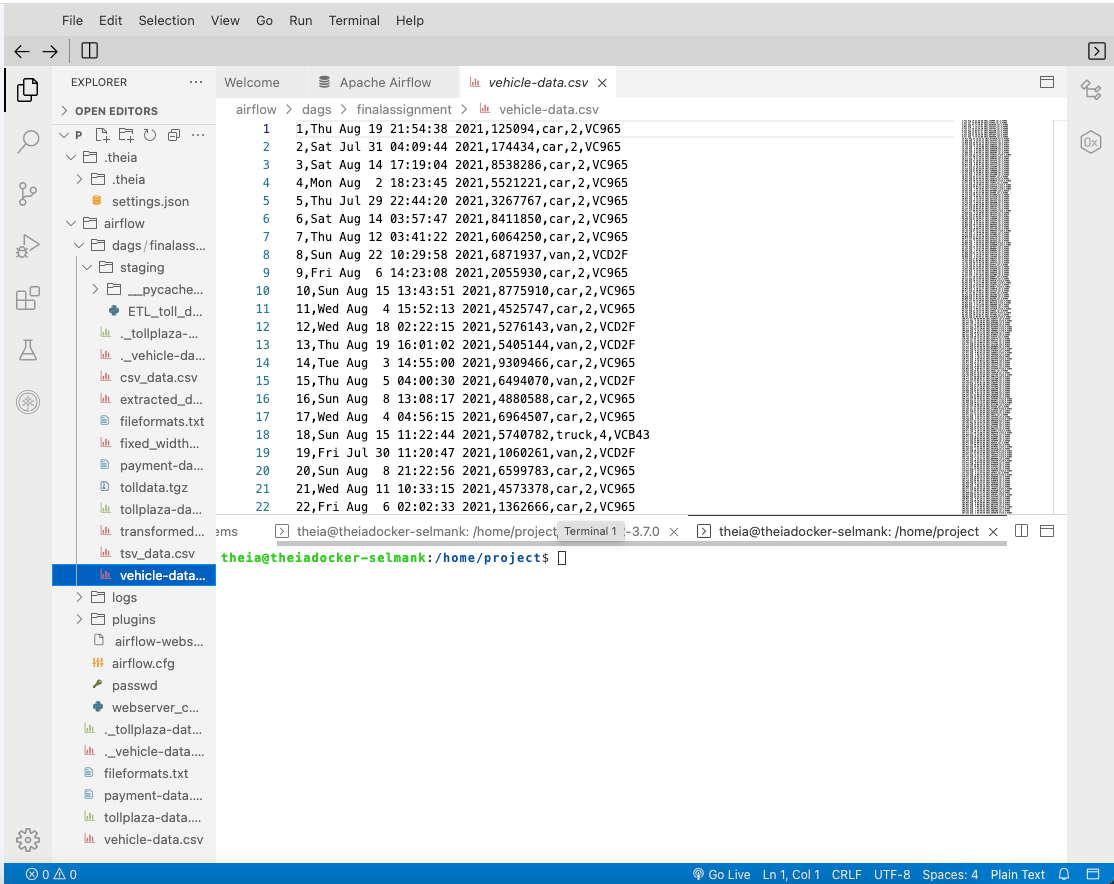 File Edit Selection View Go Run Terminal Help
EXPLORER ...
Welcome Apache Airflow vehicle-data.csv
OPEN EDITORS
airflow > dags > finalassignment > vehicle-data.csv
P ...
.theia
.theia
settings.json
airflow
dags/finalass...
staging
__pycache...
ETL_toll_d...
._tollplaza-...
._vehicle-da...
csv_data.csv
extracted_d...
fileformats.txt
fixed_width...
payment-da...
tolldata.tgz
tollplaza-da...
transformed...
tsv_data.csv
vehicle-data...
logs
plugins
airflow-webs...
airflow.cfg
passwd
webserver_c...
._tollplaza-dat...
._vehicle-data....
fileformats.txt
payment-data....
tollplaza-data....
vehicle-data.csv
1 1,Thu Aug 19 21:54:38 2021,125094,car,2,VC965
2 2,Sat Jul 31 04:09:44 2021,174434,car,2,VC965
3 3,Sat Aug 14 17:19:04 2021,8538286,car,2,VC965
4 4,Mon Aug  2 18:23:45 2021,5521221,car,2,VC965
5 5,Thu Jul 29 22:44:20 2021,3267767,car,2,VC965
6 6,Sat Aug 14 03:57:47 2021,8411850,car,2,VC965
7 7,Thu Aug 12 03:41:22 2021,6064250,car,2,VC965
8 8,Sun Aug 22 10:29:58 2021,6871937,van,2,VCD2F
9 9,Fri Aug  6 14:23:08 2021,2055930,car,2,VC965
10 10,Sun Aug 15 13:43:51 2021,8775910,car,2,VC965
11 11,Wed Aug  4 15:52:13 2021,4525747,car,2,VC965
12 12,Wed Aug 18 02:22:15 2021,5276143,van,2,VCD2F
13 13,Thu Aug 19 16:01:02 2021,5405144,van,2,VCD2F
14 14,Tue Aug  3 14:55:00 2021,9309466,car,2,VC965
15 15,Thu Aug  5 04:00:30 2021,6494070,van,2,VCD2F
16 16,Sun Aug  8 13:08:17 2021,4880588,car,2,VC965
17 17,Wed Aug  4 04:56:15 2021,6964507,car,2,VC965
18 18,Sun Aug 15 11:22:44 2021,5740782,truck,4,VCB43
19 19,Fri Jul 30 11:20:47 2021,1060261,van,2,VCD2F
20 20,Sun Aug  8 21:22:56 2021,6599783,car,2,VC965
21 21,Wed Aug 11 10:33:15 2021,4573378,car,2,VC965
22 22,Fri Aug  6 02:02:33 2021,1362666,car,2,VC965
ems theia@theiadocker-selmank: /home/project Terminal 1 -3.7.0 theia@theiadocker-selmank: /home/project
theia@theiadocker-selmank:/home/project$
0 0 Go Live Ln 1, Col 1 CRLF UTF-8 Spaces: 4 Plain Text